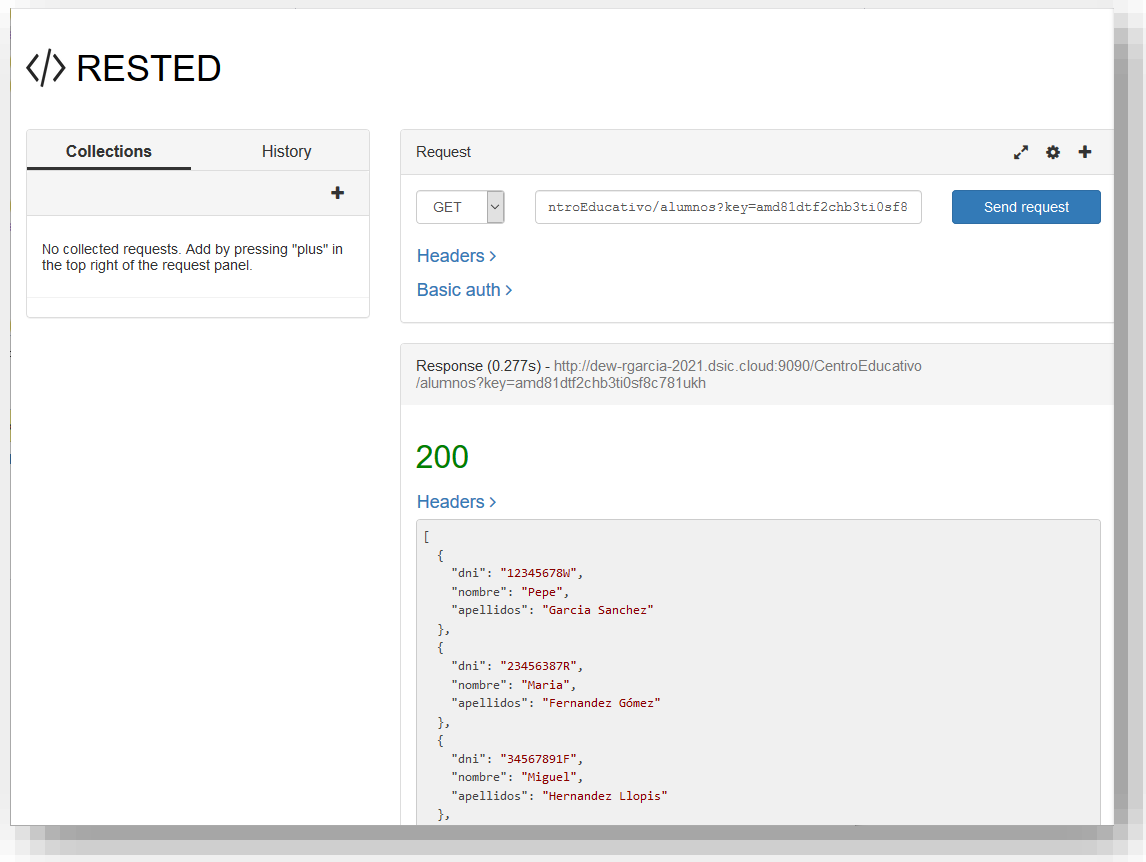 </> RESTED
Collections History
No collected requests. Add by pressing "plus" in
the top right of the request panel.
Request
GET ntroEducativo/alumnos?key=amd81dtf2chb3ti0sf8 Send request
Headers
Basic auth
Response (0.277s) - http://dew-rgarcia-2021.dsic.cloud:9090/CentroEducativo
/alumnos?key=amd81dtf2chb3ti0sf8c781ukh
200
Headers
[
{
"dni": "12345678W",
"nombre": "Pepe",
"apellidos": "Garcia Sanchez"
},
{
"dni": "23456387R",
"nombre": "Maria",
"apellidos": "Fernandez Gómez"
},
{
"dni": "34567891F",
"nombre": "Miguel",
"apellidos": "Hernandez Llopis"
},